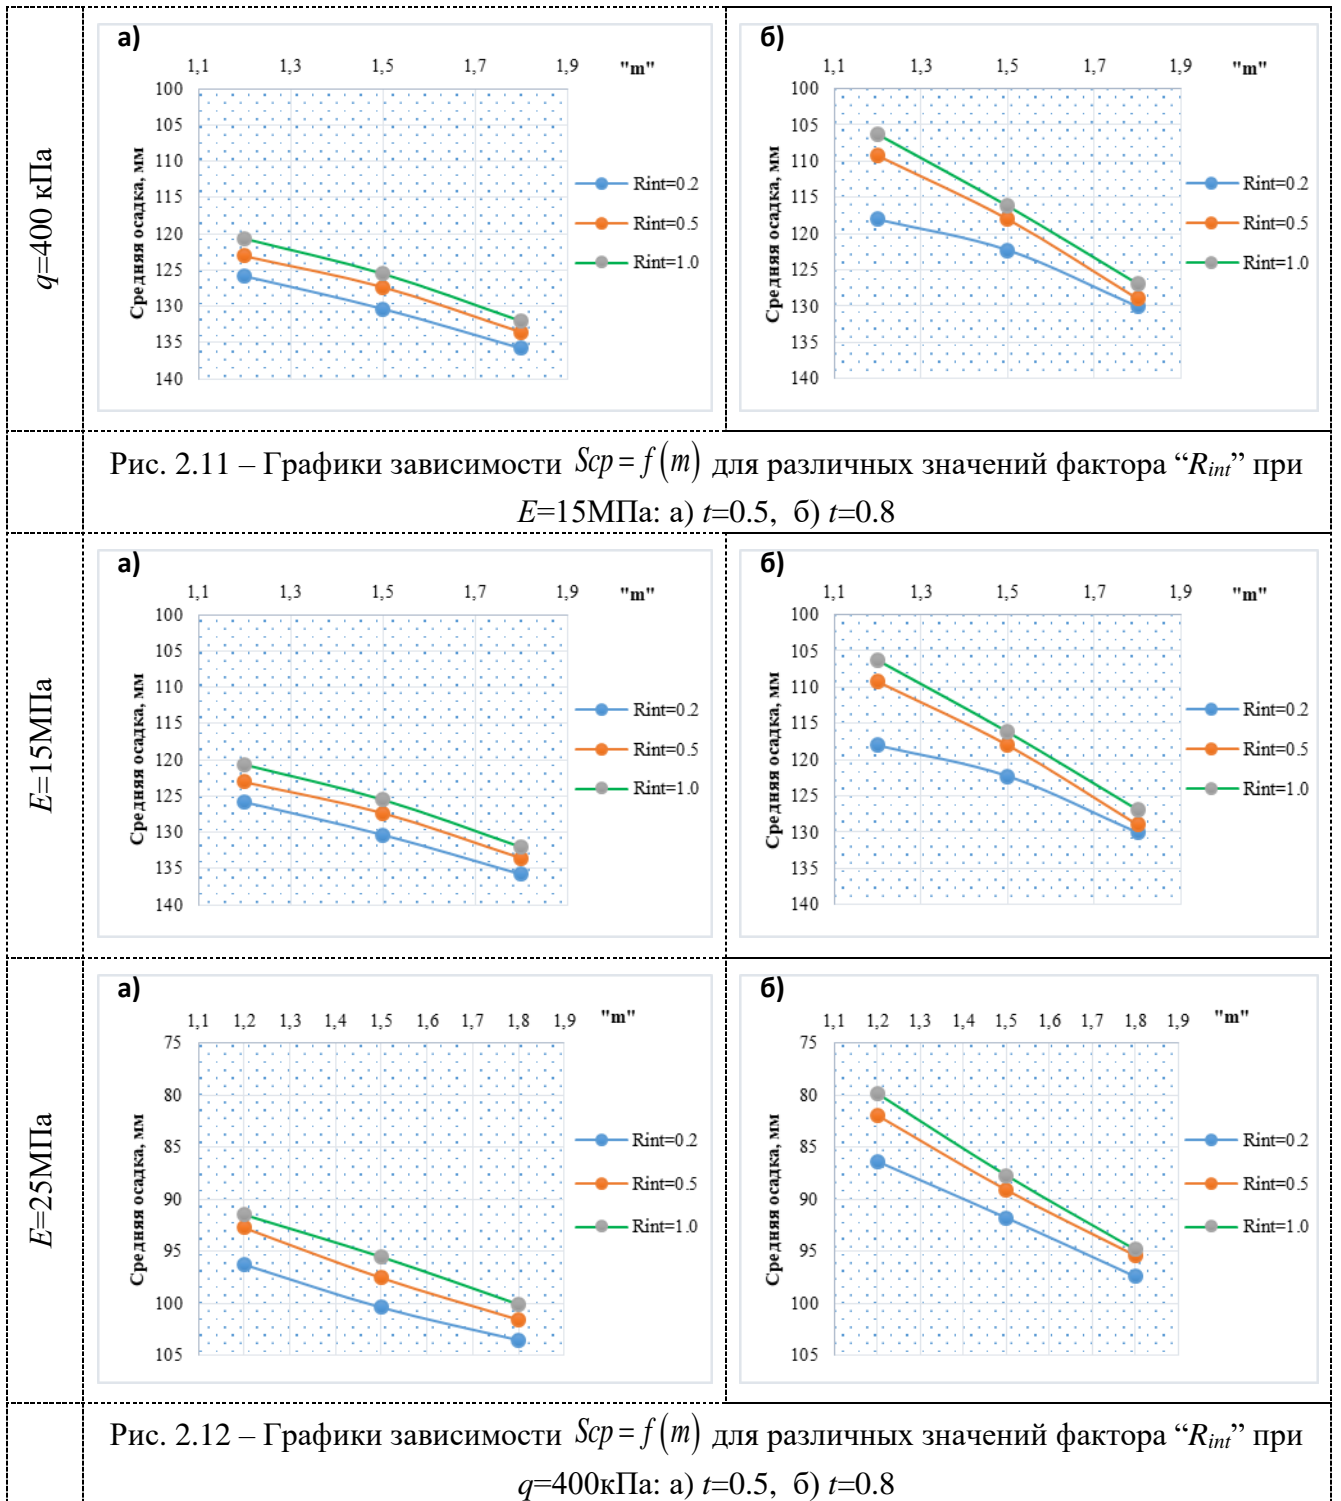 q=400 кПа
а)
1,1 1,3 1,5 1,7 1,9 "m"
100
105
110
115
120
125
130
135
140
Средняя осадка, мм
Rint=0.2
Rint=0.5
Rint=1.0
б)
1,1 1,3 1,5 1,7 1,9 "m"
100
105
110
115
120
125
130
135
140
Средняя осадка, мм
Rint=0.2
Rint=0.5
Rint=1.0
Рис. 2.11 – Графики зависимости Scp = f(m) для различных значений фактора “Rint” при
E=15МПа: а) t=0.5, б) t=0.8
E=15МПа
а)
1,1 1,3 1,5 1,7 1,9 "m"
100
105
110
115
120
125
130
135
140
Средняя осадка, мм
Rint=0.2
Rint=0.5
Rint=1.0
б)
1,1 1,3 1,5 1,7 1,9 "m"
100
105
110
115
120
125
130
135
140
Средняя осадка, мм
Rint=0.2
Rint=0.5
Rint=1.0
E=25МПа
а)
1,1 1,2 1,3 1,4 1,5 1,6 1,7 1,8 1,9 "m"
75
80
85
90
95
100
105
Средняя осадка, мм
Rint=0.2
Rint=0.5
Rint=1.0
б)
1,1 1,2 1,3 1,4 1,5 1,6 1,7 1,8 1,9 "m"
75
80
85
90
95
100
105
Средняя осадка, мм
Rint=0.2
Rint=0.5
Rint=1.0
Рис. 2.12 – Графики зависимости Scp = f(m) для различных значений фактора “Rint” при
q=400кПа: а) t=0.5, б) t=0.8